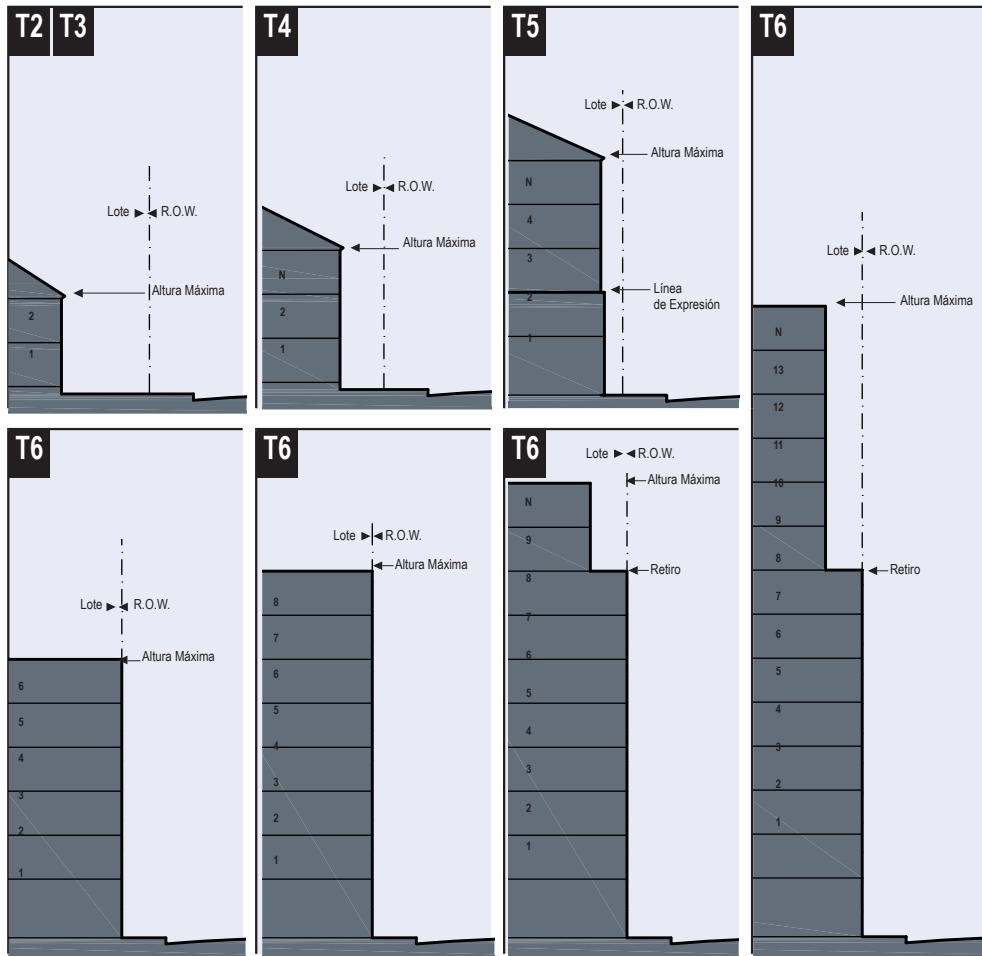 T2 T3
Lote R.O.W.
Altura Máxima
2
1
T4
Lote R.O.W.
Altura Máxima
N
2
1
T5
Lote R.O.W.
Altura Máxima
N
4
3
Línea
de Expresión
2
1
T6
Lote R.O.W.
Altura Máxima
N
13
12
11
10
9
8
Retiro
7
6
5
4
3
2
1
T6
Lote R.O.W.
Altura Máxima
6
5
4
3
2
1
T6
Lote R.O.W.
Altura Máxima
8
7
6
5
4
3
2
1
T6
Lote R.O.W.
Altura Máxima
N
9
Retiro
8
7
6
5
4
3
2
1